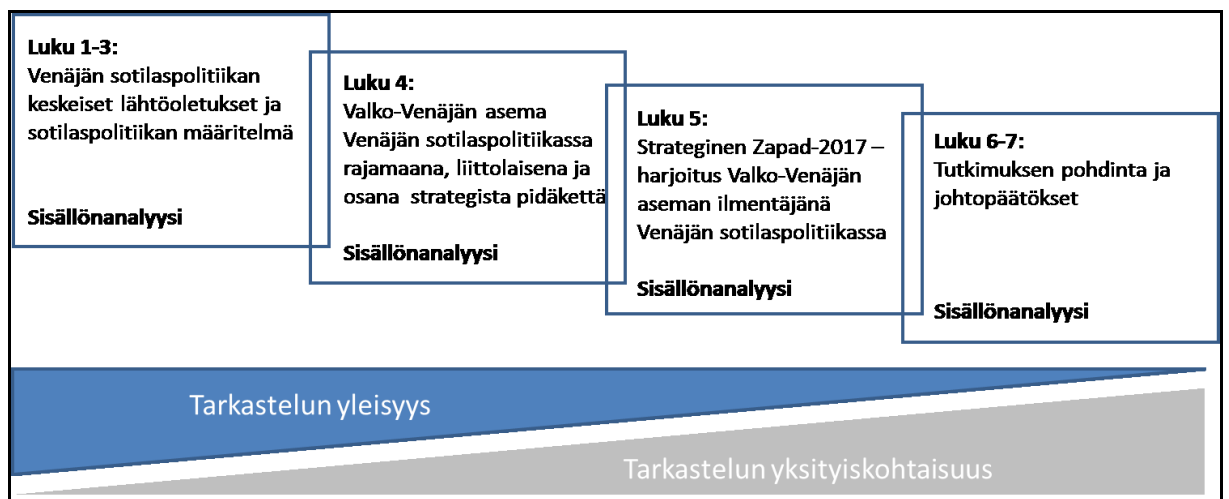 Luku 1-3:
Venäjän sotilaspolitiikan
keskeiset lähtöoletukset ja
sotilaspolitiikan määritelmä
Sisällönanalyysi
Luku 4:
Valko-Venäjän asema
Venäjän sotilaspolitiikassa
rajamaana, liittolaisena ja
osana strategista pidäkettä
Sisällönanalyysi
Luku 5:
Strateginen Zapad-2017 –
harjoitus Valko-Venäjän
aseman ilmentäjänä
Venäjän sotilaspolitiikassa
Sisällönanalyysi
Luku 6-7:
Tutkimuksen pohdinta ja
johtopäätökset
Sisällönanalyysi
Tarkastelun yleisyys
Tarkastelun yksityiskohtaisuus